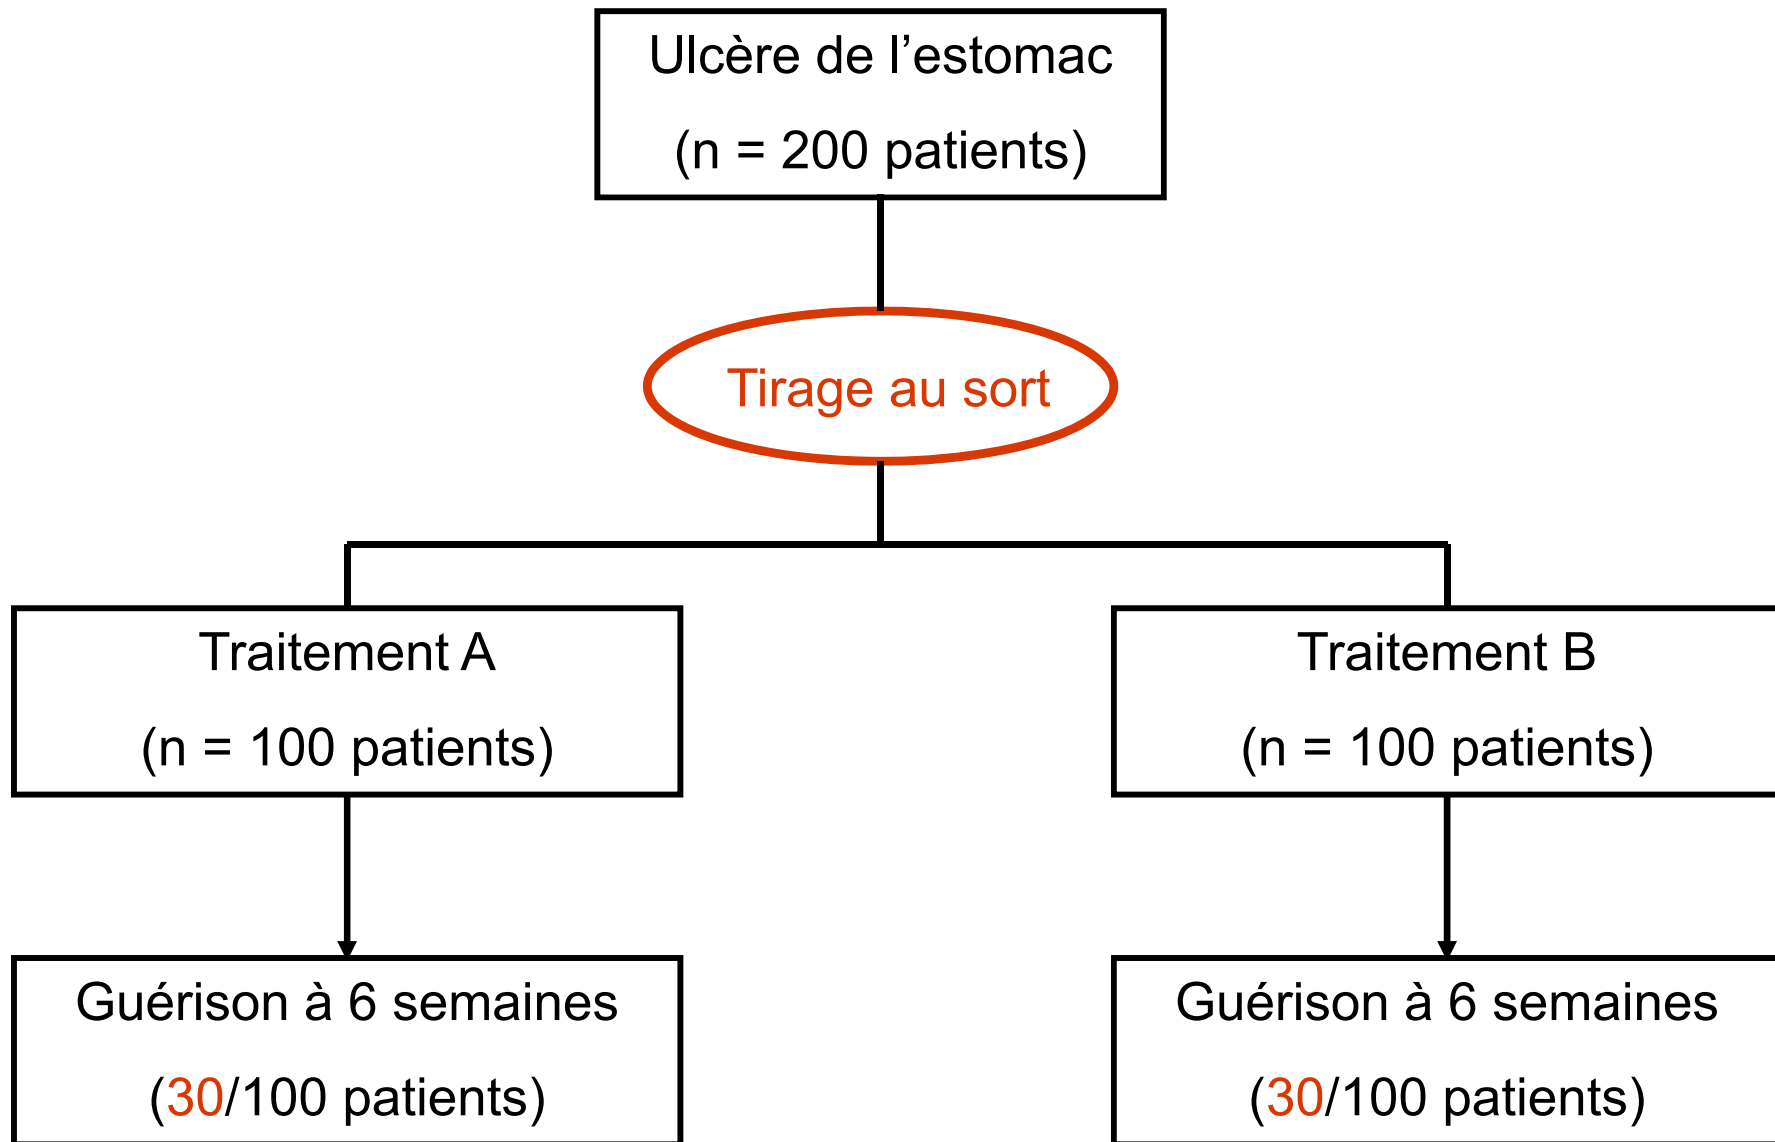 Ulcère de l’estomac
(n = 200 patients)
Tirage au sort
Traitement A
(n = 100 patients)
Traitement B
(n = 100 patients)
Guérison à 6 semaines
(30/100 patients)
Guérison à 6 semaines
(30/100 patients)